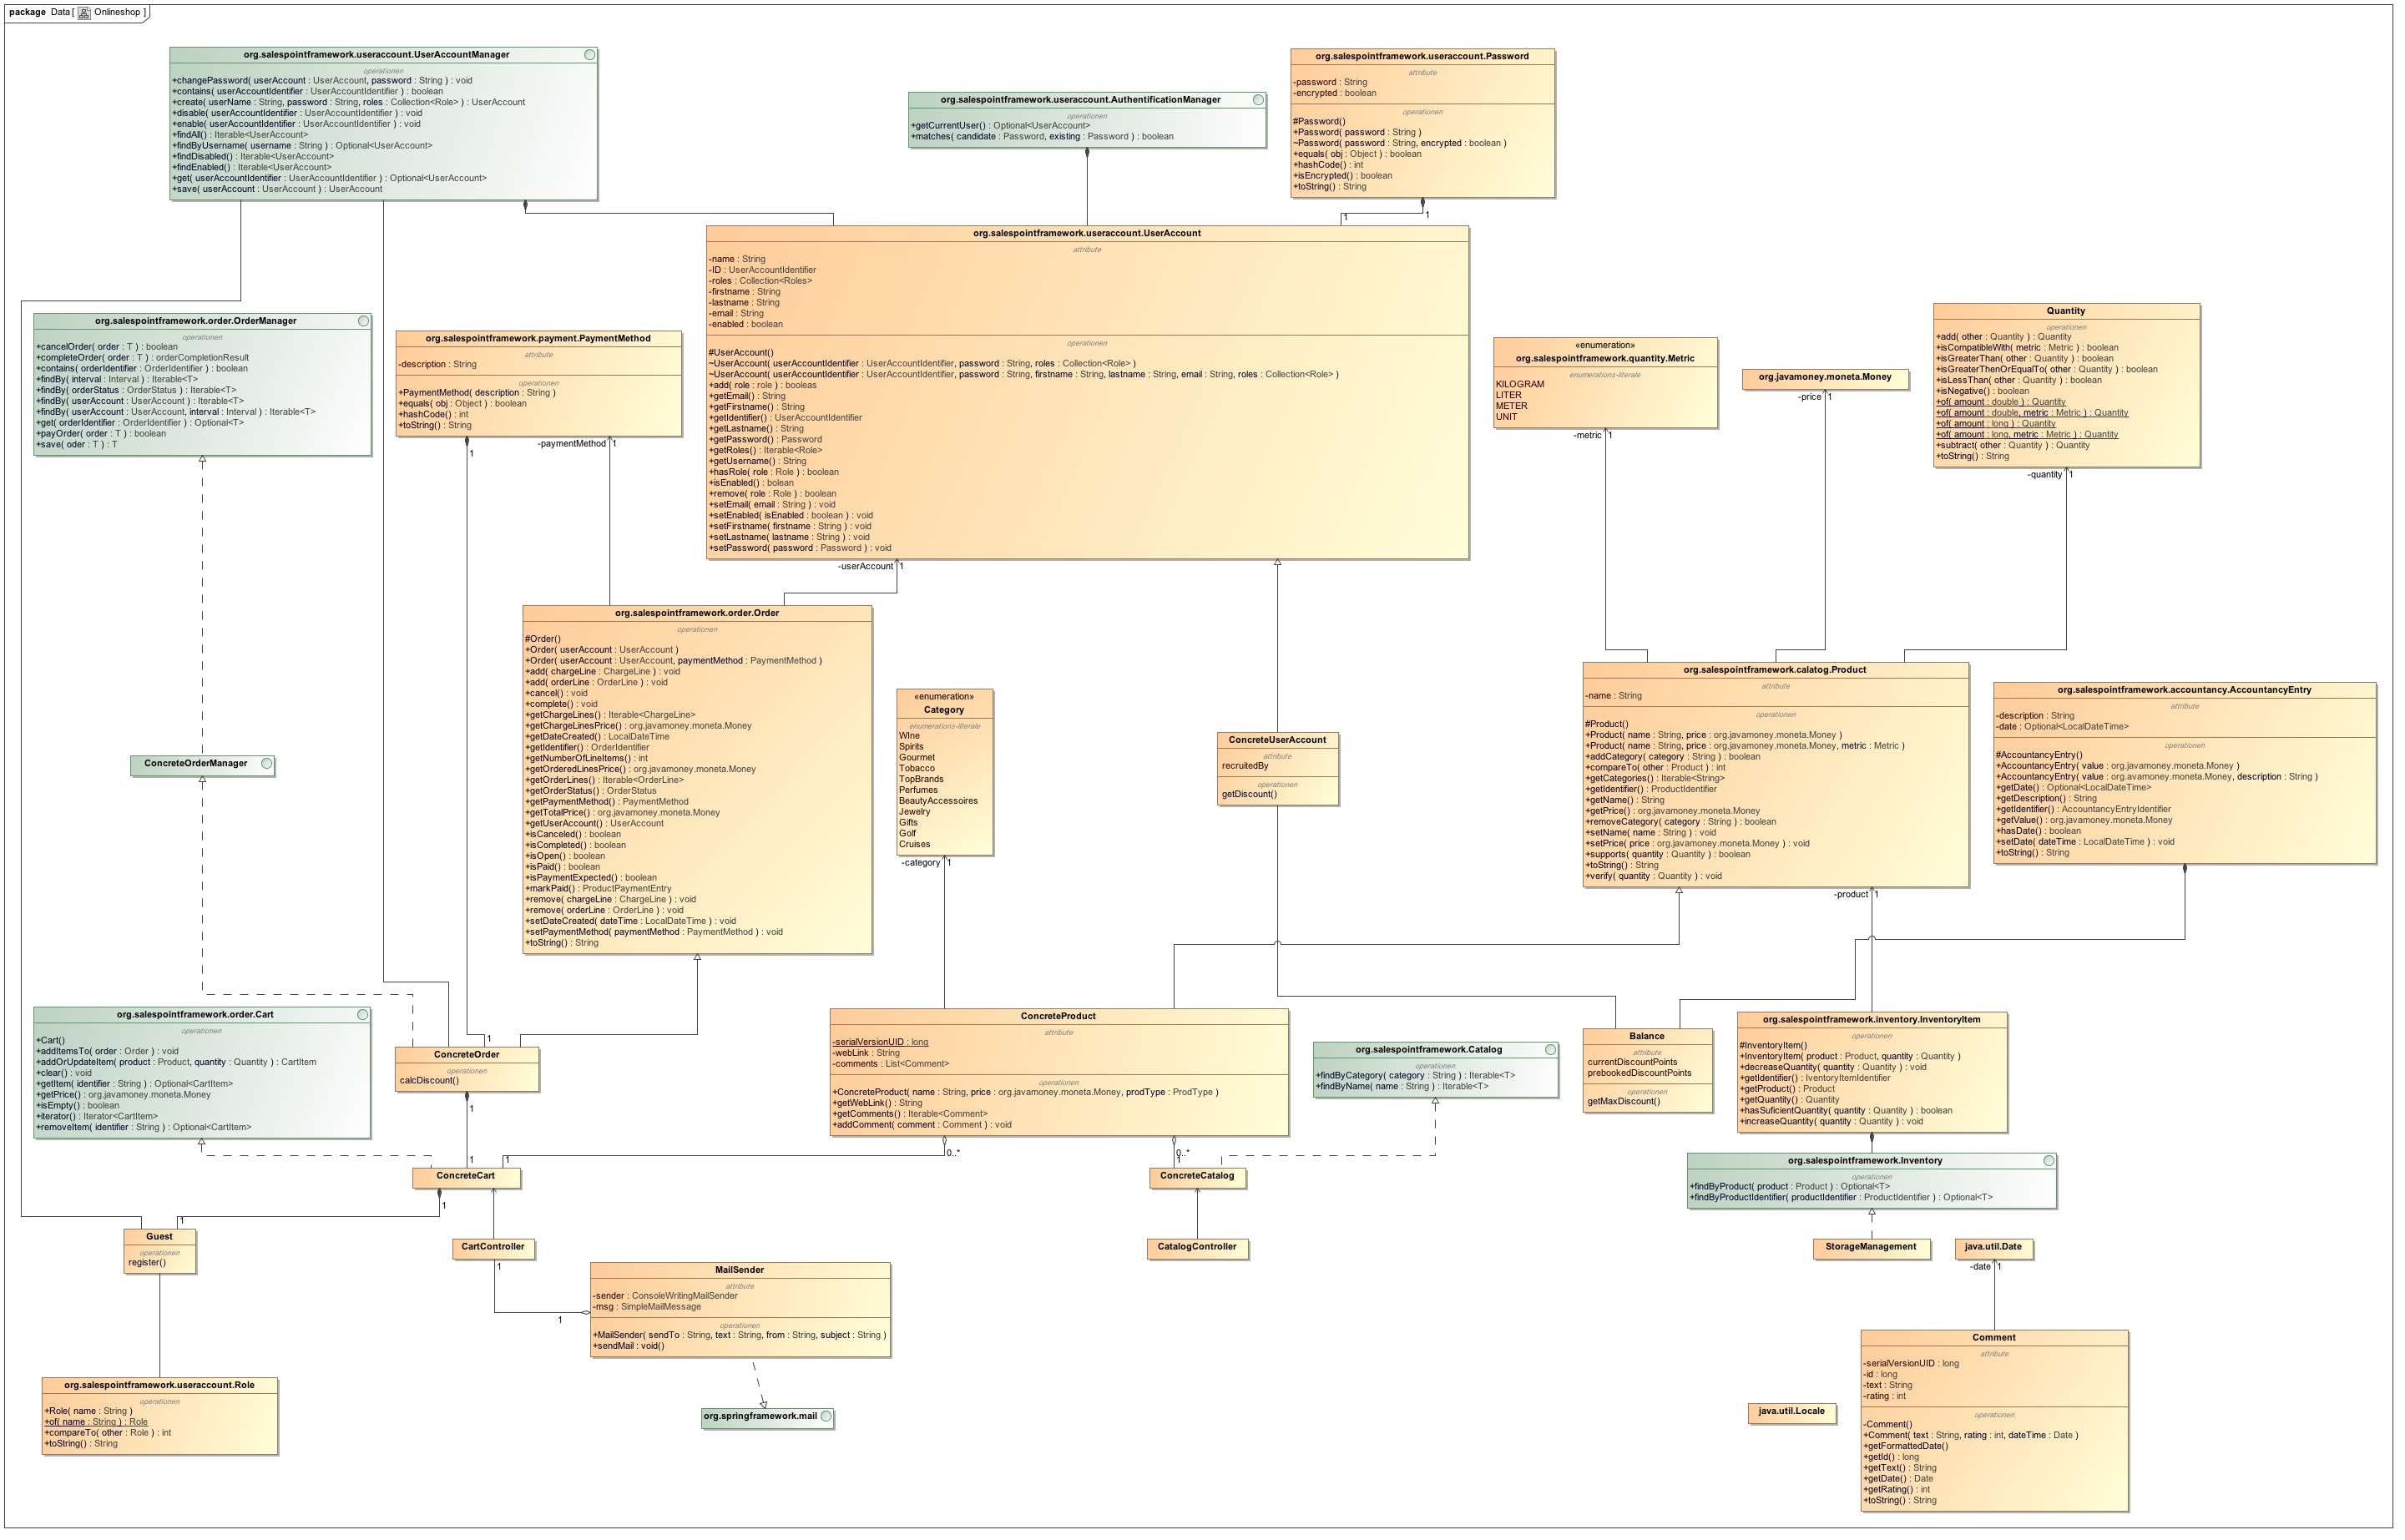 package Data[ Onlineshop ]
org.salespointframework.useraccount.UserAccountManager
operationen
+changePassword( userAccount : UserAccount, password : String ) : void
+contains( userAccountIdentifier : UserAccountIdentifier ) : boolean
+create( userName : String, password : String, roles : Collection<Role> ) : UserAccount
+disable( userAccountIdentifier : UserAccountIdentifier ) : void
+enable( userAccountIdentifier : UserAccountIdentifier ) : void
+findAll() : Iterable<UserAccount>
+findByUsername( username : String ) : Optional<UserAccount>
+findDisabled() : Iterable<UserAccount>
+findEnabled() : Iterable<UserAccount>
+get( userAccountIdentifier : UserAccountIdentifier ) : Optional<UserAccount>
+save( userAccount : UserAccount ) : UserAccount
org.salespointframework.useraccount.AuthentificationManager
operationen
+getCurrentUser() : Optional<UserAccount>
+matches( candidate : Password, existing : Password ) : boolean
org.salespointframework.useraccount.Password
attribute
-password : String
-encrypted : boolean
operationen
#Password()
+Password( password : String )
~Password( password : String, encrypted : boolean )
+equals( obj : Object ) : boolean
+hashCode() : int
+isEncrypted() : boolean
+toString() : String
1
1
org.salespointframework.useraccount.UserAccount
attribute
-name : String
-ID : UserAccountIdentifier
-roles : Collection<Roles>
-firstname : String
-lastname : String
-email : String
-enabled : boolean
operationen
#UserAccount()
~UserAccount( userAccountIdentifier : UserAccountIdentifier, password : String, roles : Collection<Role> )
~UserAccount( userAccountIdentifier : UserAccountIdentifier, password : String, firstname : String, lastname : String, email : String, roles : Collection<Role> )
+add( role : role ) : booleas
+getEmail() : String
+getFirstname() : String
+getIdentifier() : UserAccountIdentifier
+getLastname() : String
+getPassword() : Password
+getRoles() : Iterable<Role>
+getUsername() : String
+hasRole( role : Role ) : boolean
+isEnabled() : bolean
+remove( role : Role ) : boolean
+setEmail( email : String ) : void
+setEnabled( isEnabled : boolean ) : void
+setFirstname( firstname : String ) : void
+setLastname( lastname : String ) : void
+setPassword( password : Password ) : void
-userAccount 1
org.salespointframework.order.OrderManager
operationen
+cancelOrder( order : T ) : boolean
+completeOrder( order : T ) : orderCompletionResult
+contains( orderIdentifier : OrderIdentifier ) : boolean
+findBy( interval : Interval ) : Iterable<T>
+findBy( orderStatus : OrderStatus ) : Iterable<T>
+findBy( userAccount : UserAccount ) : Iterable<T>
+findBy( userAccount : UserAccount, interval : Interval ) : Iterable<T>
+get( orderIdentifier : OrderIdentifier ) : Optional<T>
+payOrder( order : T ) : boolean
+save( oder : T ) : T
org.salespointframework.payment.PaymentMethod
attribute
-description : String
operationen
+PaymentMethod( description : String )
+equals( obj : Object ) : boolean
+hashCode() : int
+toString() : String
1
-paymentMethod 1
«enumeration»
org.salespointframework.quantity.Metric
enumerations-literale
KILOGRAM
LITER
METER
UNIT
-metric 1
org.javamoney.moneta.Money
-price 1
Quantity
operationen
+add( other : Quantity ) : Quantity
+isCompatibleWith( metric : Metric ) : boolean
+isGreaterThan( other : Quantity ) : boolean
+isGreaterThenOrEqualTo( other : Quantity ) : boolean
+isLessThan( other : Quantity ) : boolean
+isNegative() : boolean
+of( amount : double ) : Quantity
+of( amount : double, metric : Metric ) : Quantity
+of( amount : long ) : Quantity
+of( amount : long, metric : Metric ) : Quantity
+subtract( other : Quantity ) : Quantity
+toString() : String
-quantity 1
org.salespointframework.order.Order
operationen
#Order()
+Order( userAccount : UserAccount )
+Order( userAccount : UserAccount, paymentMethod : PaymentMethod )
+add( chargeLine : ChargeLine ) : void
+add( orderLine : OrderLine ) : void
+cancel() : void
+complete() : void
+getChargeLines() : Iterable<ChargeLine>
+getChargeLinesPrice() : org.javamoney.moneta.Money
+getDateCreated() : LocalDateTime
+getIdentifier() : OrderIdentifier
+getNumberOfLineItems() : int
+getOrderedLinesPrice() : org.javamoney.moneta.Money
+getOrderLines() : Iterable<OrderLine>
+getOrderStatus() : OrderStatus
+getPaymentMethod() : PaymentMethod
+getTotalPrice() : org.javamoney.moneta.Money
+getUserAccount() : UserAccount
+isCanceled() : boolean
+isCompleted() : boolean
+isOpen() : boolean
+isPaid() : boolean
+isPaymentExpected() : boolean
+markPaid() : ProductPaymentEntry
+remove( chargeLine : ChargeLine ) : void
+remove( orderLine : OrderLine ) : void
+setDateCreated( dateTime : LocalDateTime ) : void
+setPaymentMethod( paymentMethod : PaymentMethod ) : void
+toString() : String
«enumeration»
Category
enumerations-literale
WIne
Spirits
Gourmet
Tobacco
TopBrands
Perfumes
BeautyAccessoires
Jewelry
Gifts
Golf
Cruises
-category 1
ConcreteUserAccount
attribute
recruitedBy
operationen
getDiscount()
org.salespointframework.calatog.Product
attribute
-name : String
operationen
#Product()
+Product( name : String, price : org.javamoney.moneta.Money )
+Product( name : String, price : org.javamoney.moneta.Money, metric : Metric )
+addCategory( category : String ) : boolean
+compareTo( other : Product ) : int
+getCategories() : Iterable<String>
+getIdentifier() : ProductIdentifier
+getName() : String
+getPrice() : org.javamoney.moneta.Money
+removeCategory( category : String ) : boolean
+setName( name : String ) : void
+setPrice( price : org.javamoney.moneta.Money ) : void
+supports( quantity : Quantity ) : boolean
+toString() : String
+verify( quantity : Quantity ) : void
-product 1
org.salespointframework.accountancy.AccountancyEntry
attribute
-description : String
-date : Optional<LocalDateTime>
operationen
#AccountancyEntry()
+AccountancyEntry( value : org.javamoney.moneta.Money )
+AccountancyEntry( value : org.avamoney.moneta.Money, description : String )
+getDate() : Optional<LocalDateTime>
+getDescription() : String
+getIdentifier() : AccountancyEntryIdentifier
+getValue() : org.javamoney.moneta.Money
+hasDate() : boolean
+setDate( dateTime : LocalDateTime ) : void
+toString() : String
ConcreteOrderManager
org.salespointframework.order.Cart
operationen
+Cart()
+addItemsTo( order : Order ) : void
+addOrUpdateItem( product : Product, quantity : Quantity ) : CartItem
+clear() : void
+getItem( identifier : String ) : Optional<CartItem>
+getPrice() : org.javamoney.moneta.Money
+isEmpty() : boolean
+iterator() : Iterator<CartItem>
+removeItem( identifier : String ) : Optional<CartItem>
1
ConcreteOrder
operationen
calcDiscount()
1
ConcreteProduct
attribute
-serialVersionUID : long
-webLink : String
-comments : List<Comment>
operationen
+ConcreteProduct( name : String, price : org.javamoney.moneta.Money, prodType : ProdType )
+getWebLink() : String
+getComments() : Iterable<Comment>
+addComment( comment : Comment ) : void
org.salespointframework.Catalog
operationen
+findByCategory( category : String ) : Iterable<T>
+findByName( name : String ) : Iterable<T>
Balance
attribute
currentDiscountPoints
prebookedDiscountPoints
operationen
getMaxDiscount()
org.salespointframework.inventory.InventoryItem
operationen
#InventoryItem()
+InventoryItem( product : Product, quantity : Quantity )
+decreaseQuantity( quantity : Quantity ) : void
+getIdentifier() : IventoryItemIdentifier
+getProduct() : Product
+getQuantity() : Quantity
+hasSuficientQuantity( quantity : Quantity ) : boolean
+increaseQuantity( quantity : Quantity ) : void
1
1
0..*
0..*
1
ConcreteCart
1
ConcreteCatalog
org.salespointframework.Inventory
operationen
+findByProduct( product : Product ) : Optional<T>
+findByProductIdentifier( productIdentifier : ProductIdentifier ) : Optional<T>
1
Guest
operationen
register()
CartController
1
CatalogController
StorageManagement
java.util.Date
-date 1
MailSender
attribute
-sender : ConsoleWritingMailSender
-msg : SimpleMailMessage
operationen
+MailSender( sendTo : String, text : String, from : String, subject : String )
+sendMail : void()
1
org.springframework.mail
org.salespointframework.useraccount.Role
operationen
+Role( name : String )
+of( name : String ) : Role
+compareTo( other : Role ) : int
+toString() : String
java.util.Locale
Comment
attribute
-serialVersionUID : long
-id : long
-text : String
-rating : int
operationen
-Comment()
+Comment( text : String, rating : int, dateTime : Date )
+getFormattedDate()
+getId() : long
+getText() : String
+getDate() : Date
+getRating() : int
+toString() : String